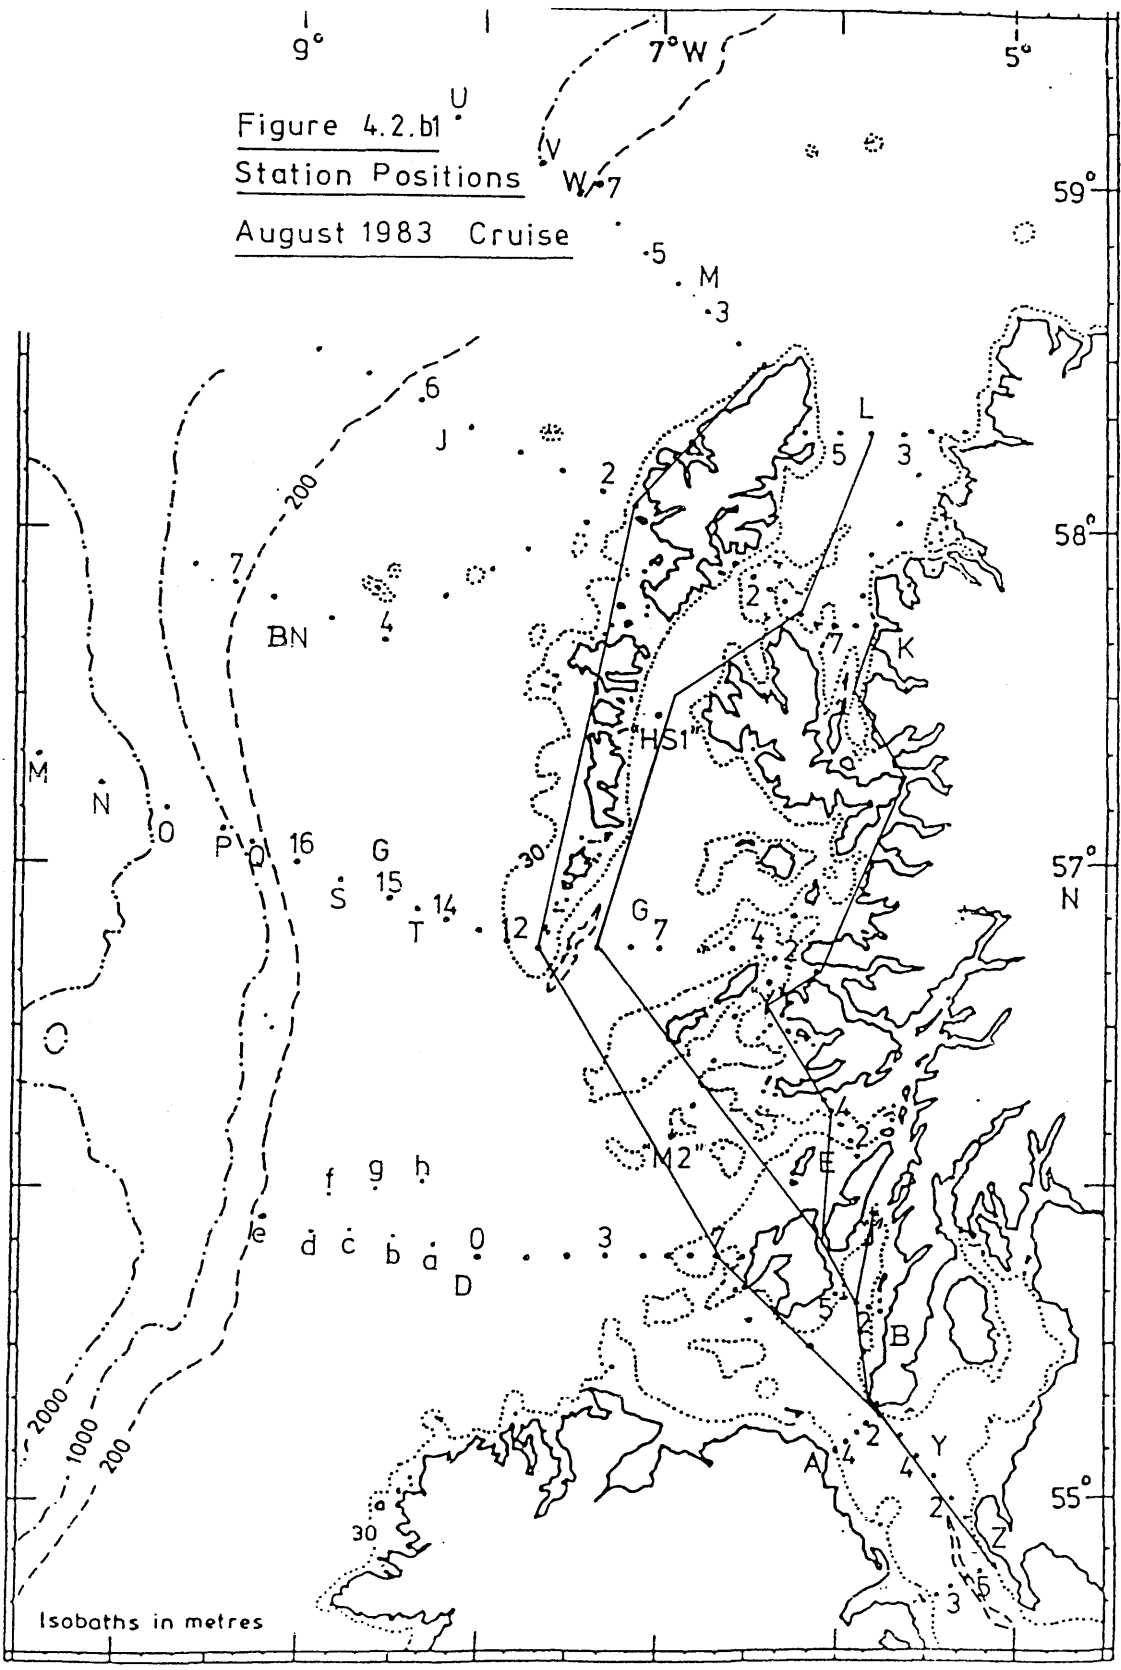 9° 7°W 5°
U
Figure 4.2.b1
V
Station Positions
W 7
59°
August 1983 Cruise
5
M
3
6
L
J
5 3
2
200
58°
7
2
BN 4
7 K
"HS1"
M
N
O
P Q 16 G
57°
N
S 15
30
T 14
12
G 7
4
2
4
2
"M2"
E
f g h
e d c b a 0 3 7
D
5
5
2
B
2000
1000
200
2
Y
A 4
4
2
55°
30
Z
5
3
Isobaths in metres